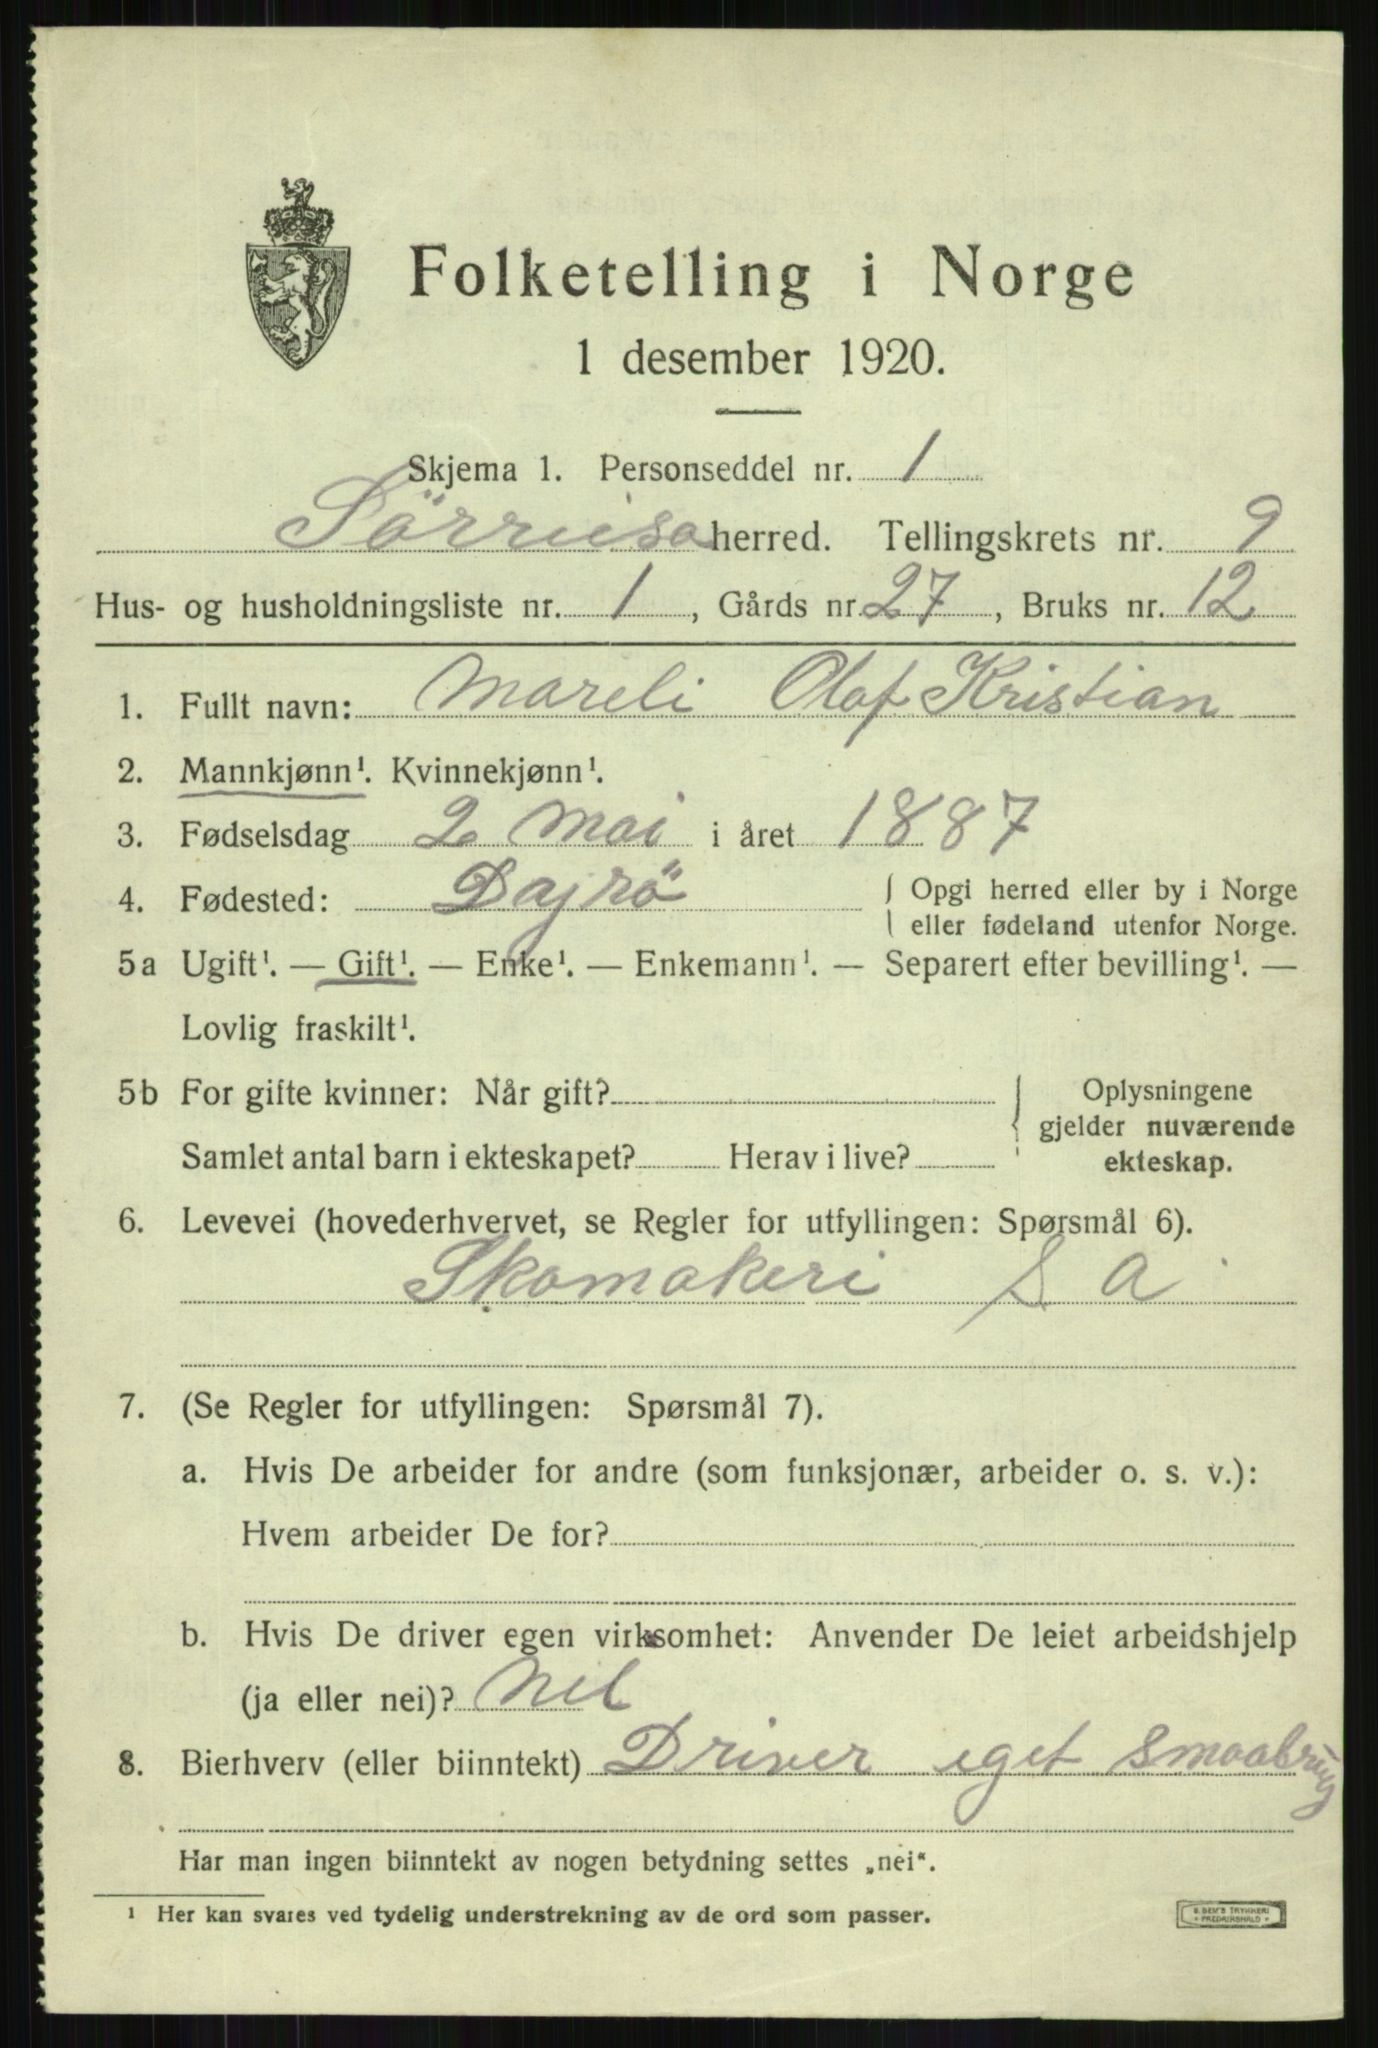 Folketelling i Norge
1 desember 1920.
Skjema 1. Personseddel nr. 1
Sörreisa herred. Tellingskrets nr. 9
Hus- og husholdningsliste nr. 1, Gårds nr. 27, Bruks nr. 12
1. Fullt navn: Mareli Olaf Kristian
2. Mannkjønn¹. Kvinnekjønn¹.
3. Fødselsdag 2 Mai i året 1887
4. Fødested: Dajrö { Opgi herred eller by i Norge
eller fødeland utenfor Norge.
5a Ugift¹. — Gift¹. — Enke¹. — Enkemann¹. — Separert efter bevilling¹. —
Lovlig fraskilt¹.
5b For gifte kvinner: Når gift?
Samlet antal barn i ekteskapet? Herav i live?
{ Oplysningene
gjelder nuværende
ekteskap.
6. Levevei (hovederhvervet, se Regler for utfyllingen: Spørsmål 6).
Skomakeri S A
7. (Se Regler for utfyllingen: Spørsmål 7).
a. Hvis De arbeider for andre (som funksjonær, arbeider o. s. v.):
Hvem arbeider De for?
b. Hvis De driver egen virksomhet: Anvender De leiet arbeidshjelp
(ja eller nei)? Nei
8. Bierhverv (eller biinntekt) Driver eget smaabrug
Har man ingen biinntekt av nogen betydning settes „nei“.
¹ Her kan svares ved tydelig understrekning av de ord som passer.